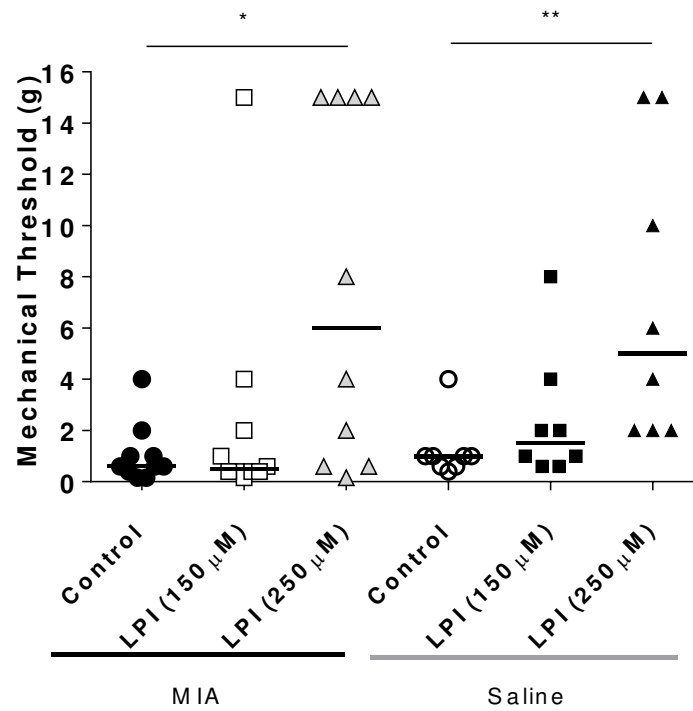 * **
Mechanical Threshold (g)
16
14
12
10
8
6
4
2
0
Control
LPI (150 μM)
LPI (250 μM)
Control
LPI (150 μM)
LPI (250 μM)
MIA
Saline